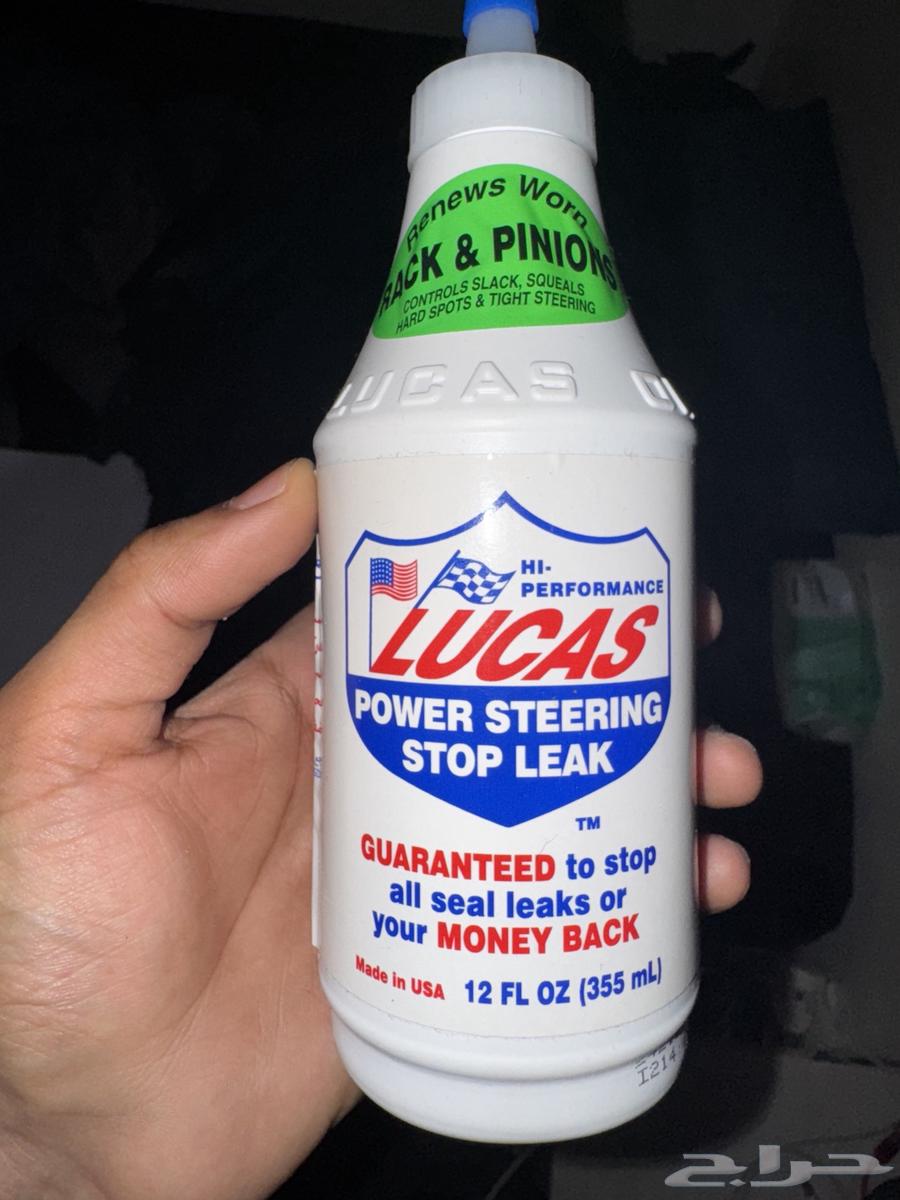 Renews Worn
RACK & PINIONS
CONTROLS SLACK, SQUEALS
HARD SPOTS & TIGHT STEERING
LUCAS
HI-
PERFORMANCE
LUCAS
POWER STEERING
STOP LEAK
TM
GUARANTEED to stop
all seal leaks or
your MONEY BACK
Made in USA 12 FL OZ (355 mL)
I214
حراج